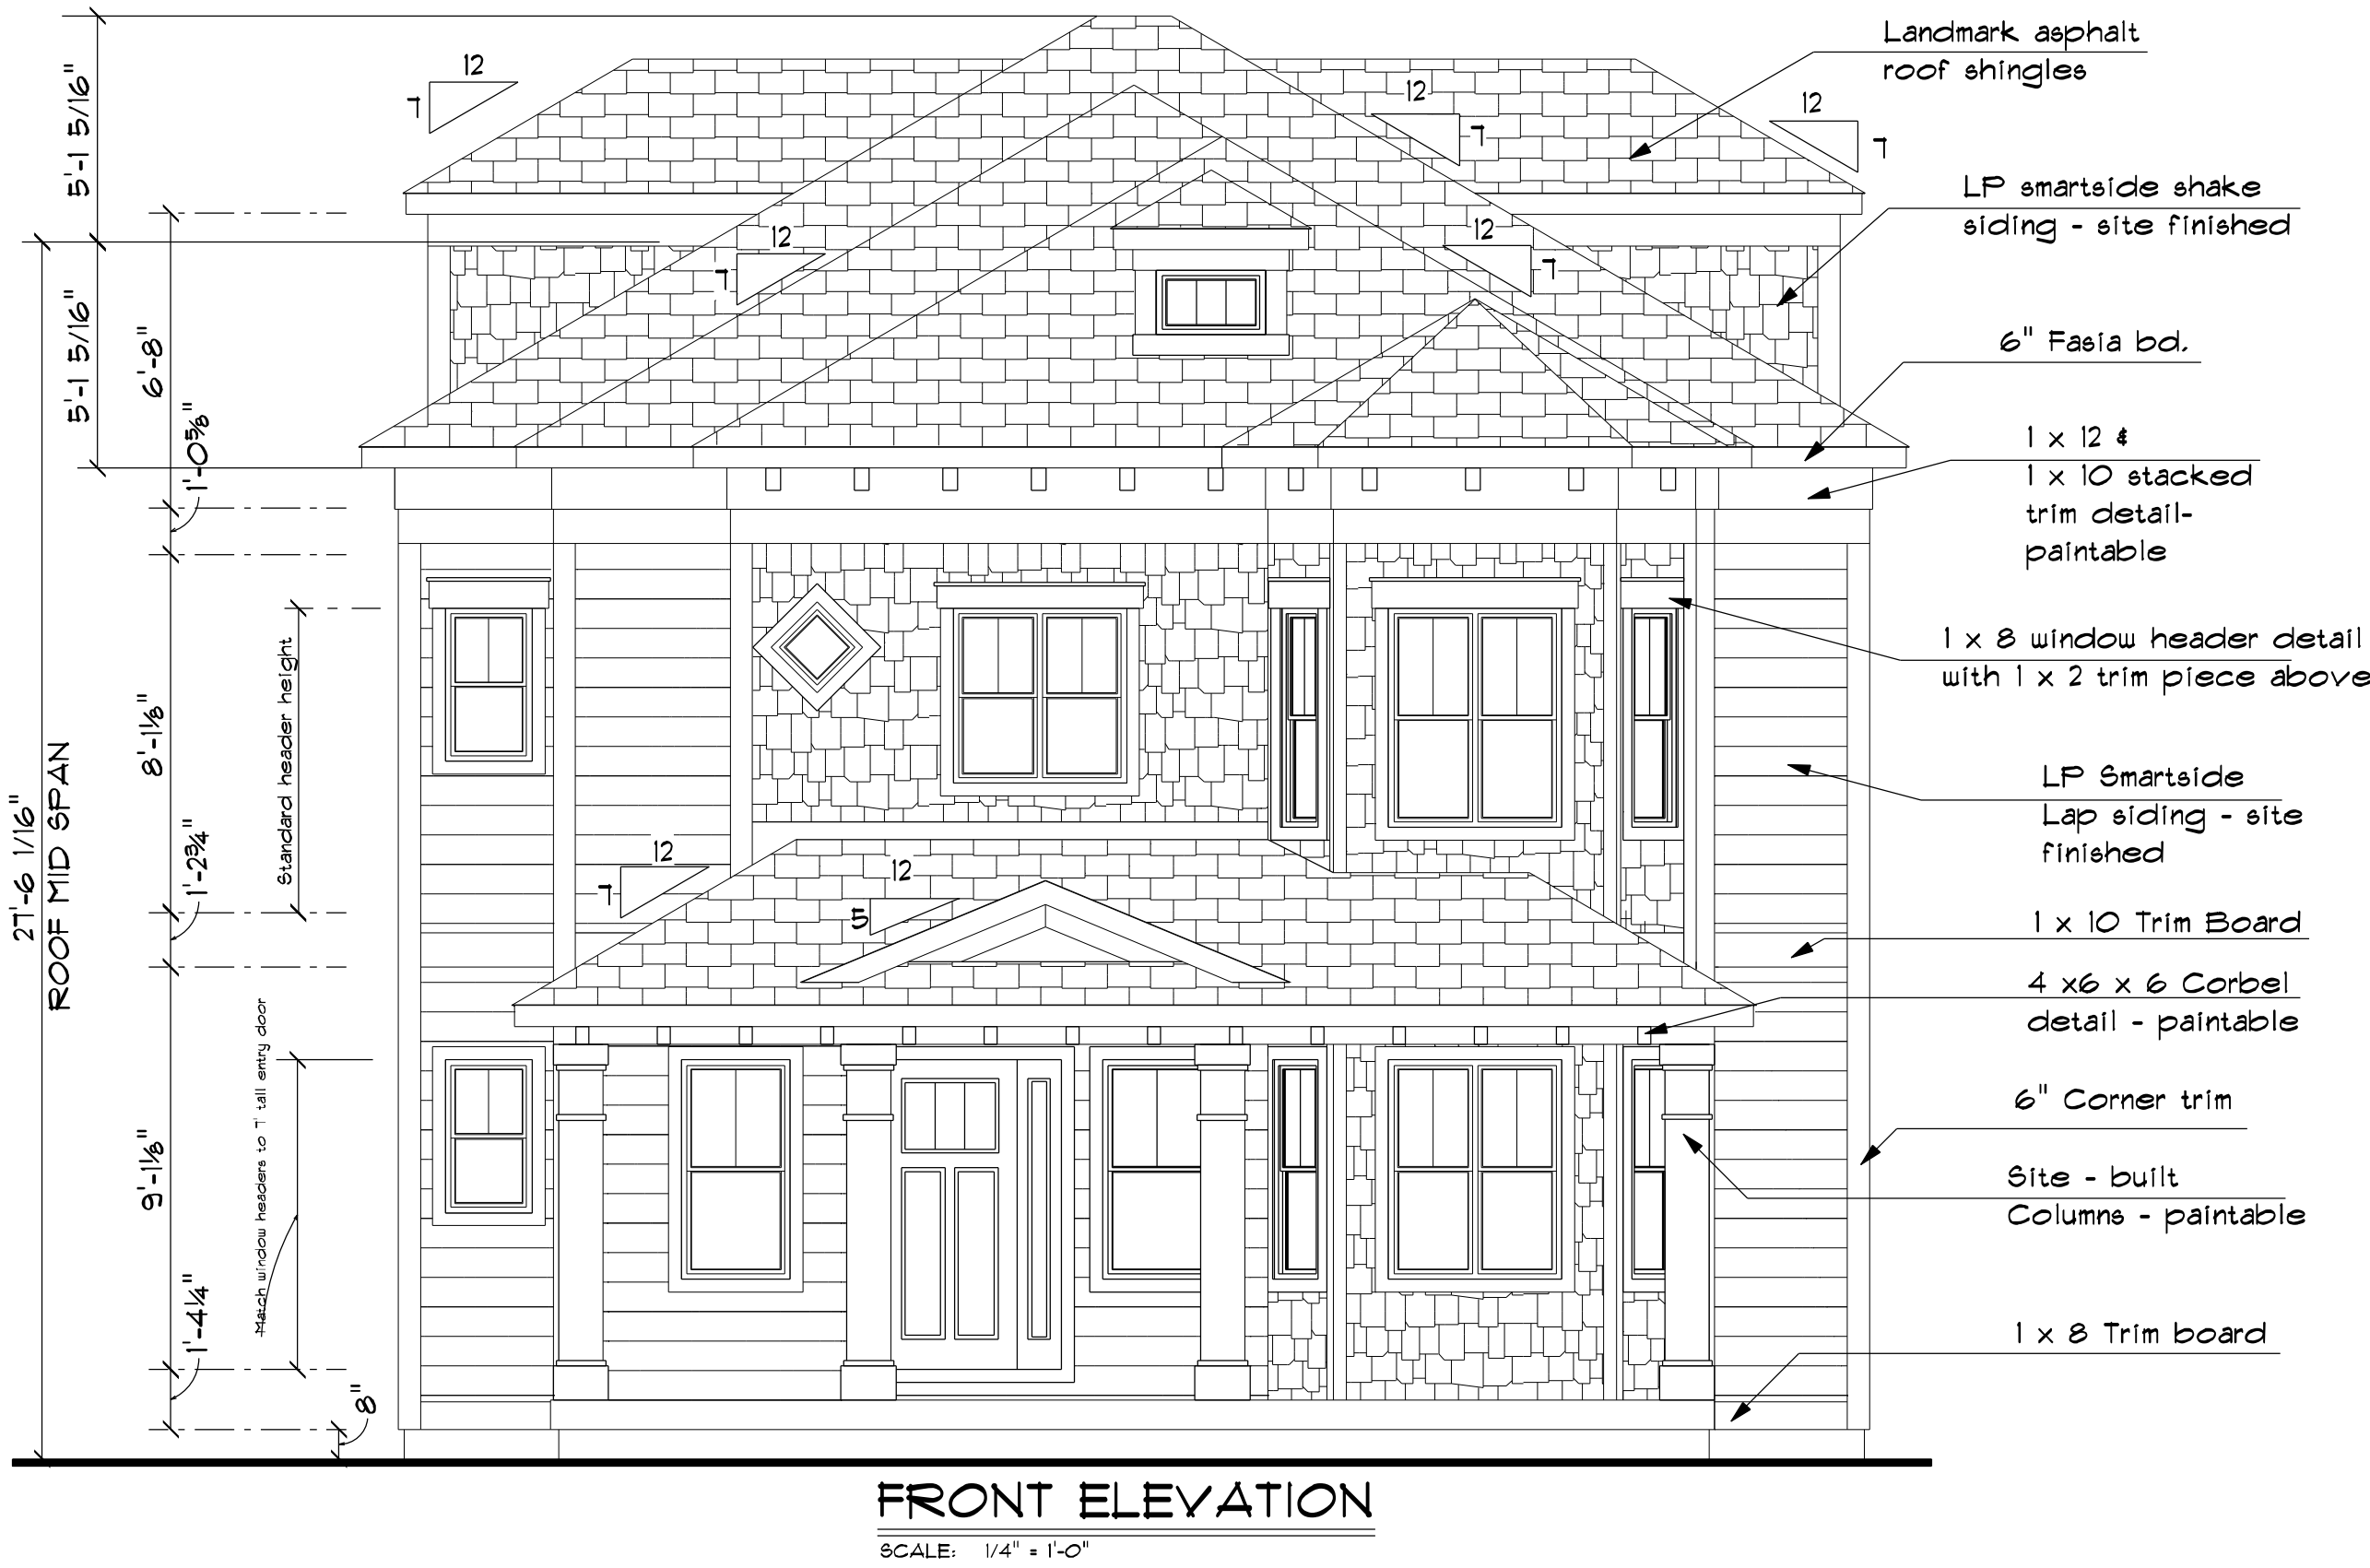 12
7
12
7
12
7
12
7
12
7
12
7
12
5
5'-1 5/16"
5'-1 5/16"
6'-8"
1'-0⅝"
8'-1⅛"
1'-2¾"
9'-1⅛"
1'-4¼"
8"
27'-6 1/16"
ROOF MID SPAN
Standard header height
Match window headers to 7' tall entry door
Landmark asphalt
roof shingles
LP smartside shake
siding - site finished
6" Fasia bd.
1 x 12 &
1 x 10 stacked
trim detail-
paintable
1 x 8 window header detail
with 1 x 2 trim piece above
LP Smartside
Lap siding - site
finished
1 x 10 Trim Board
4 x6 x 6 Corbel
detail - paintable
6" Corner trim
Site - built
Columns - paintable
1 x 8 Trim board
FRONT ELEVATION
SCALE: 1/4" = 1'-0"